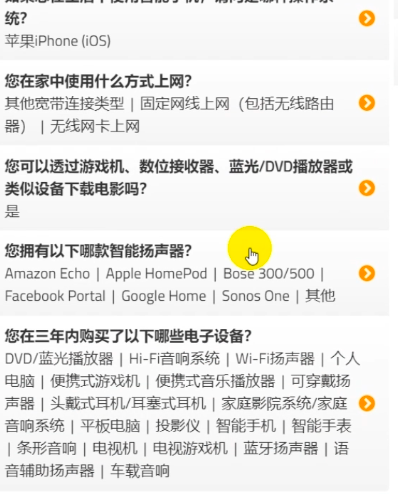 统?
苹果iPhone (iOS)
您在家中使用什么方式上网?
其他宽带连接类型 | 固定网线上网（包括无线路由
器） | 无线网卡上网
您可以透过游戏机、数位接收器、蓝光/DVD播放器或
类似设备下载电影吗?
是
您拥有以下哪款智能扬声器?
Amazon Echo | Apple HomePod | Bose 300/500 |
Facebook Portal | Google Home | Sonos One | 其他
您在三年内购买了以下哪些电子设备?
DVD/蓝光播放器 | Hi-Fi音响系统 | Wi-Fi扬声器 | 个人
电脑 | 便携式游戏机 | 便携式音乐播放器 | 可穿戴扬
声器 | 头戴式耳机/耳塞式耳机 | 家庭影院系统/家庭
音响系统 | 平板电脑 | 投影仪 | 智能手机 | 智能手表
| 条形音响 | 电视机 | 电视游戏机 | 蓝牙扬声器 | 语
音辅助扬声器 | 车载音响